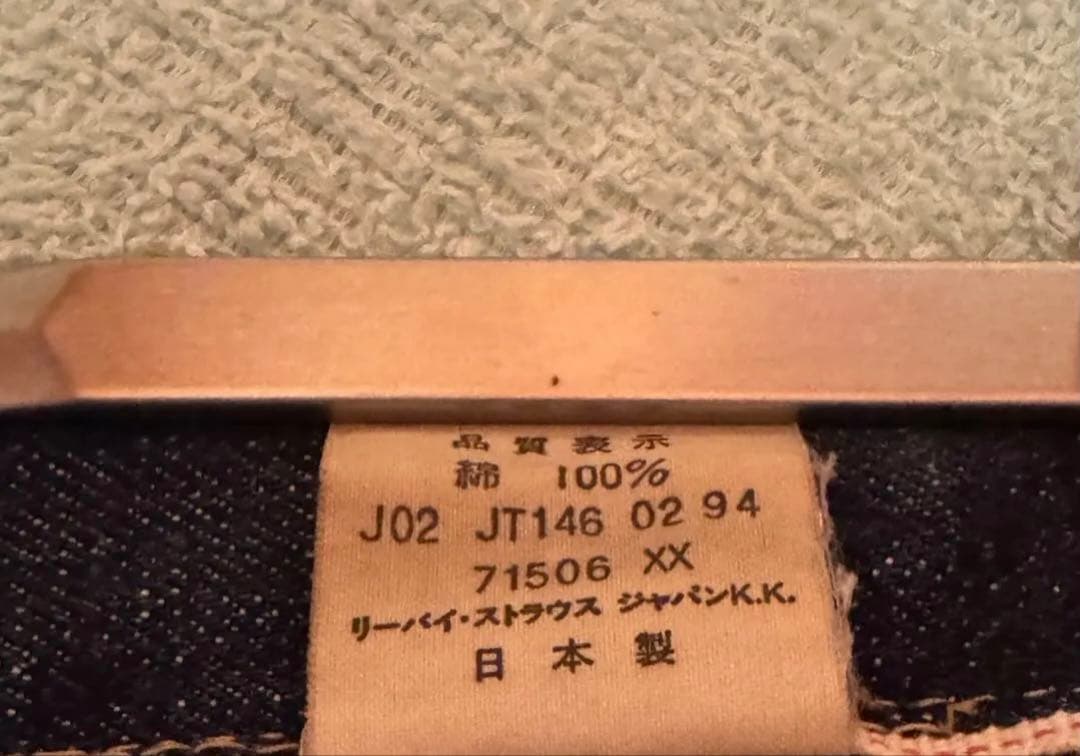 品質表示
綿 100%
J02 JT146 02 94
71506 XX
リーバイ・ストラウス ジャパンK.K.
日本製